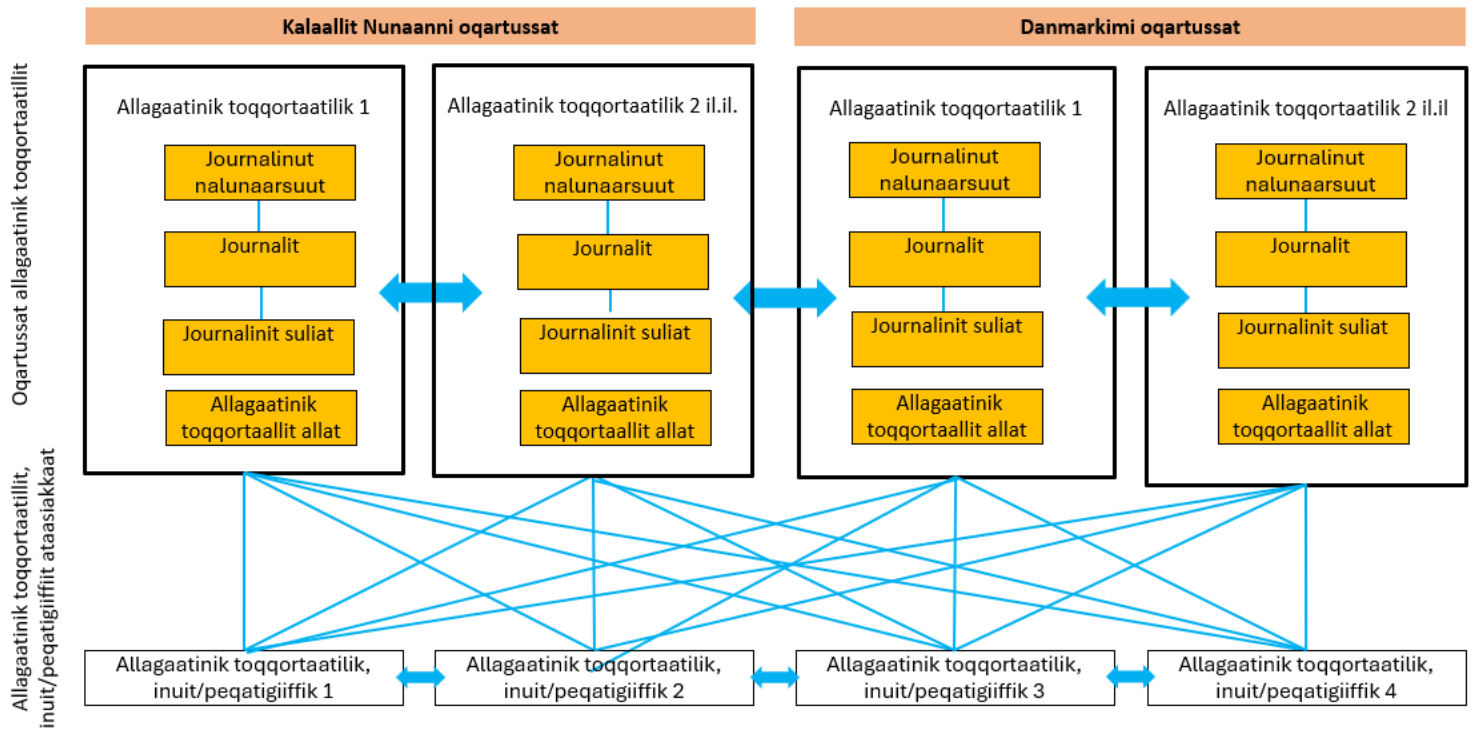 Kalaallit Nunaanni oqartussat
Danmarkimi oqartussat
Oqartussat allagaatinik toqqortaatillit
Allagaatinik toqqortaatilik 1
Journalinut
nalunaarsuut
Journalit
Journalinit suliat
Allagaatinik
toqqortaallit allat
Allagaatinik toqqortaatilik 2 il.il.
Journalinut
nalunaarsuut
Journalit
Journalinit suliat
Allagaatinik
toqqortaallit allat
Allagaatinik toqqortaatilik 1
Journalinut
nalunaarsuut
Journalit
Journalinit suliat
Allagaatinik
toqqortaallit allat
Allagaatinik toqqortaatilik 2 il.il
Journalinut
nalunaarsuut
Journalit
Journalinit suliat
Allagaatinik
toqqortaallit allat
Allagaatinik toqqortaatillit,
inuit/peqatigiiffiit ataasiakkaat
Allagaatinik toqqortaatilik,
inuit/peqatigiiffik 1
Allagaatinik toqqortaatilik,
inuit/peqatigiiffik 2
Allagaatinik toqqortaatilik,
inuit/peqatigiiffik 3
Allagaatinik toqqortaatilik,
inuit/peqatigiiffik 4